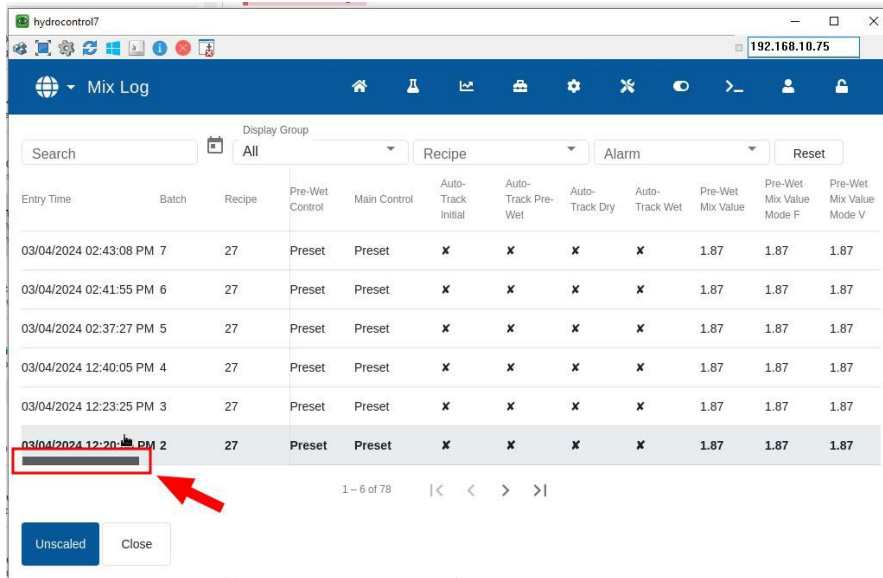 hydrocontrol7
192.168.10.75
Mix Log
Display Group
Search All Recipe Alarm Reset
Entry Time Batch Recipe Pre-Wet Control Main Control Auto-Track Initial Auto-Track Pre-Wet Auto-Track Dry Auto-Track Wet Pre-Wet Mix Value Pre-Wet Mix Value Mode F Pre-Wet Mix Value Mode V
03/04/2024 02:43:08 PM 7 27 Preset Preset ✘ ✘ ✘ ✘ 1.87 1.87 1.87
03/04/2024 02:41:55 PM 6 27 Preset Preset ✘ ✘ ✘ ✘ 1.87 1.87 1.87
03/04/2024 02:37:27 PM 5 27 Preset Preset ✘ ✘ ✘ ✘ 1.87 1.87 1.87
03/04/2024 12:40:05 PM 4 27 Preset Preset ✘ ✘ ✘ ✘ 1.87 1.87 1.87
03/04/2024 12:23:25 PM 3 27 Preset Preset ✘ ✘ ✘ ✘ 1.87 1.87 1.87
03/04/2024 PM 2 27 Preset Preset ✘ ✘ ✘ ✘ 1.87 1.87 1.87
1 – 6 of 78
Unscaled Close